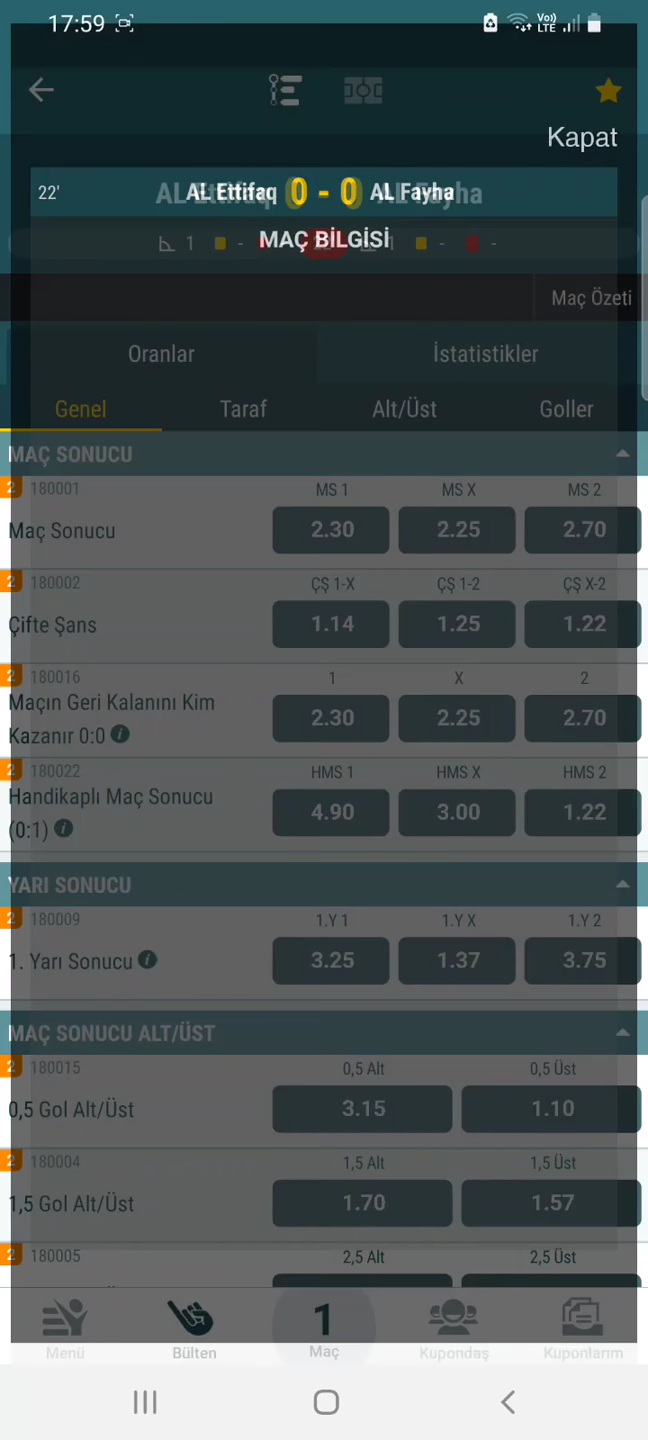 17:59
Vo))
LTE
Kapat
22'
AL Ettifaq 0 - 0 AL Fayha
MAÇ BİLGİSİ
1 - 1 - -
Maç Özeti
Oranlar İstatistikler
Genel Taraf Alt/Üst Goller
MAÇ SONUCU
2 180001 MS 1 MS X MS 2
Maç Sonucu 2.30 2.25 2.70
2 180002 ÇŞ 1-X ÇŞ 1-2 ÇŞ X-2
Çifte Şans 1.14 1.25 1.22
2 180016 1 X 2
Maçın Geri Kalanını Kim
Kazanır 0:0 2.30 2.25 2.70
2 180022 HMS 1 HMS X HMS 2
Handikaplı Maç Sonucu
(0:1) 4.90 3.00 1.22
YARI SONUCU
2 180009 1.Y 1 1.Y X 1.Y 2
1. Yarı Sonucu 3.25 1.37 3.75
MAÇ SONUCU ALT/ÜST
2 180015 0,5 Alt 0,5 Üst
0,5 Gol Alt/Üst 3.15 1.10
2 180004 1,5 Alt 1,5 Üst
1,5 Gol Alt/Üst 1.70 1.57
2 180005 2,5 Alt 2,5 Üst
1
Menü Bülten Maç Kupondaş Kuponlarım